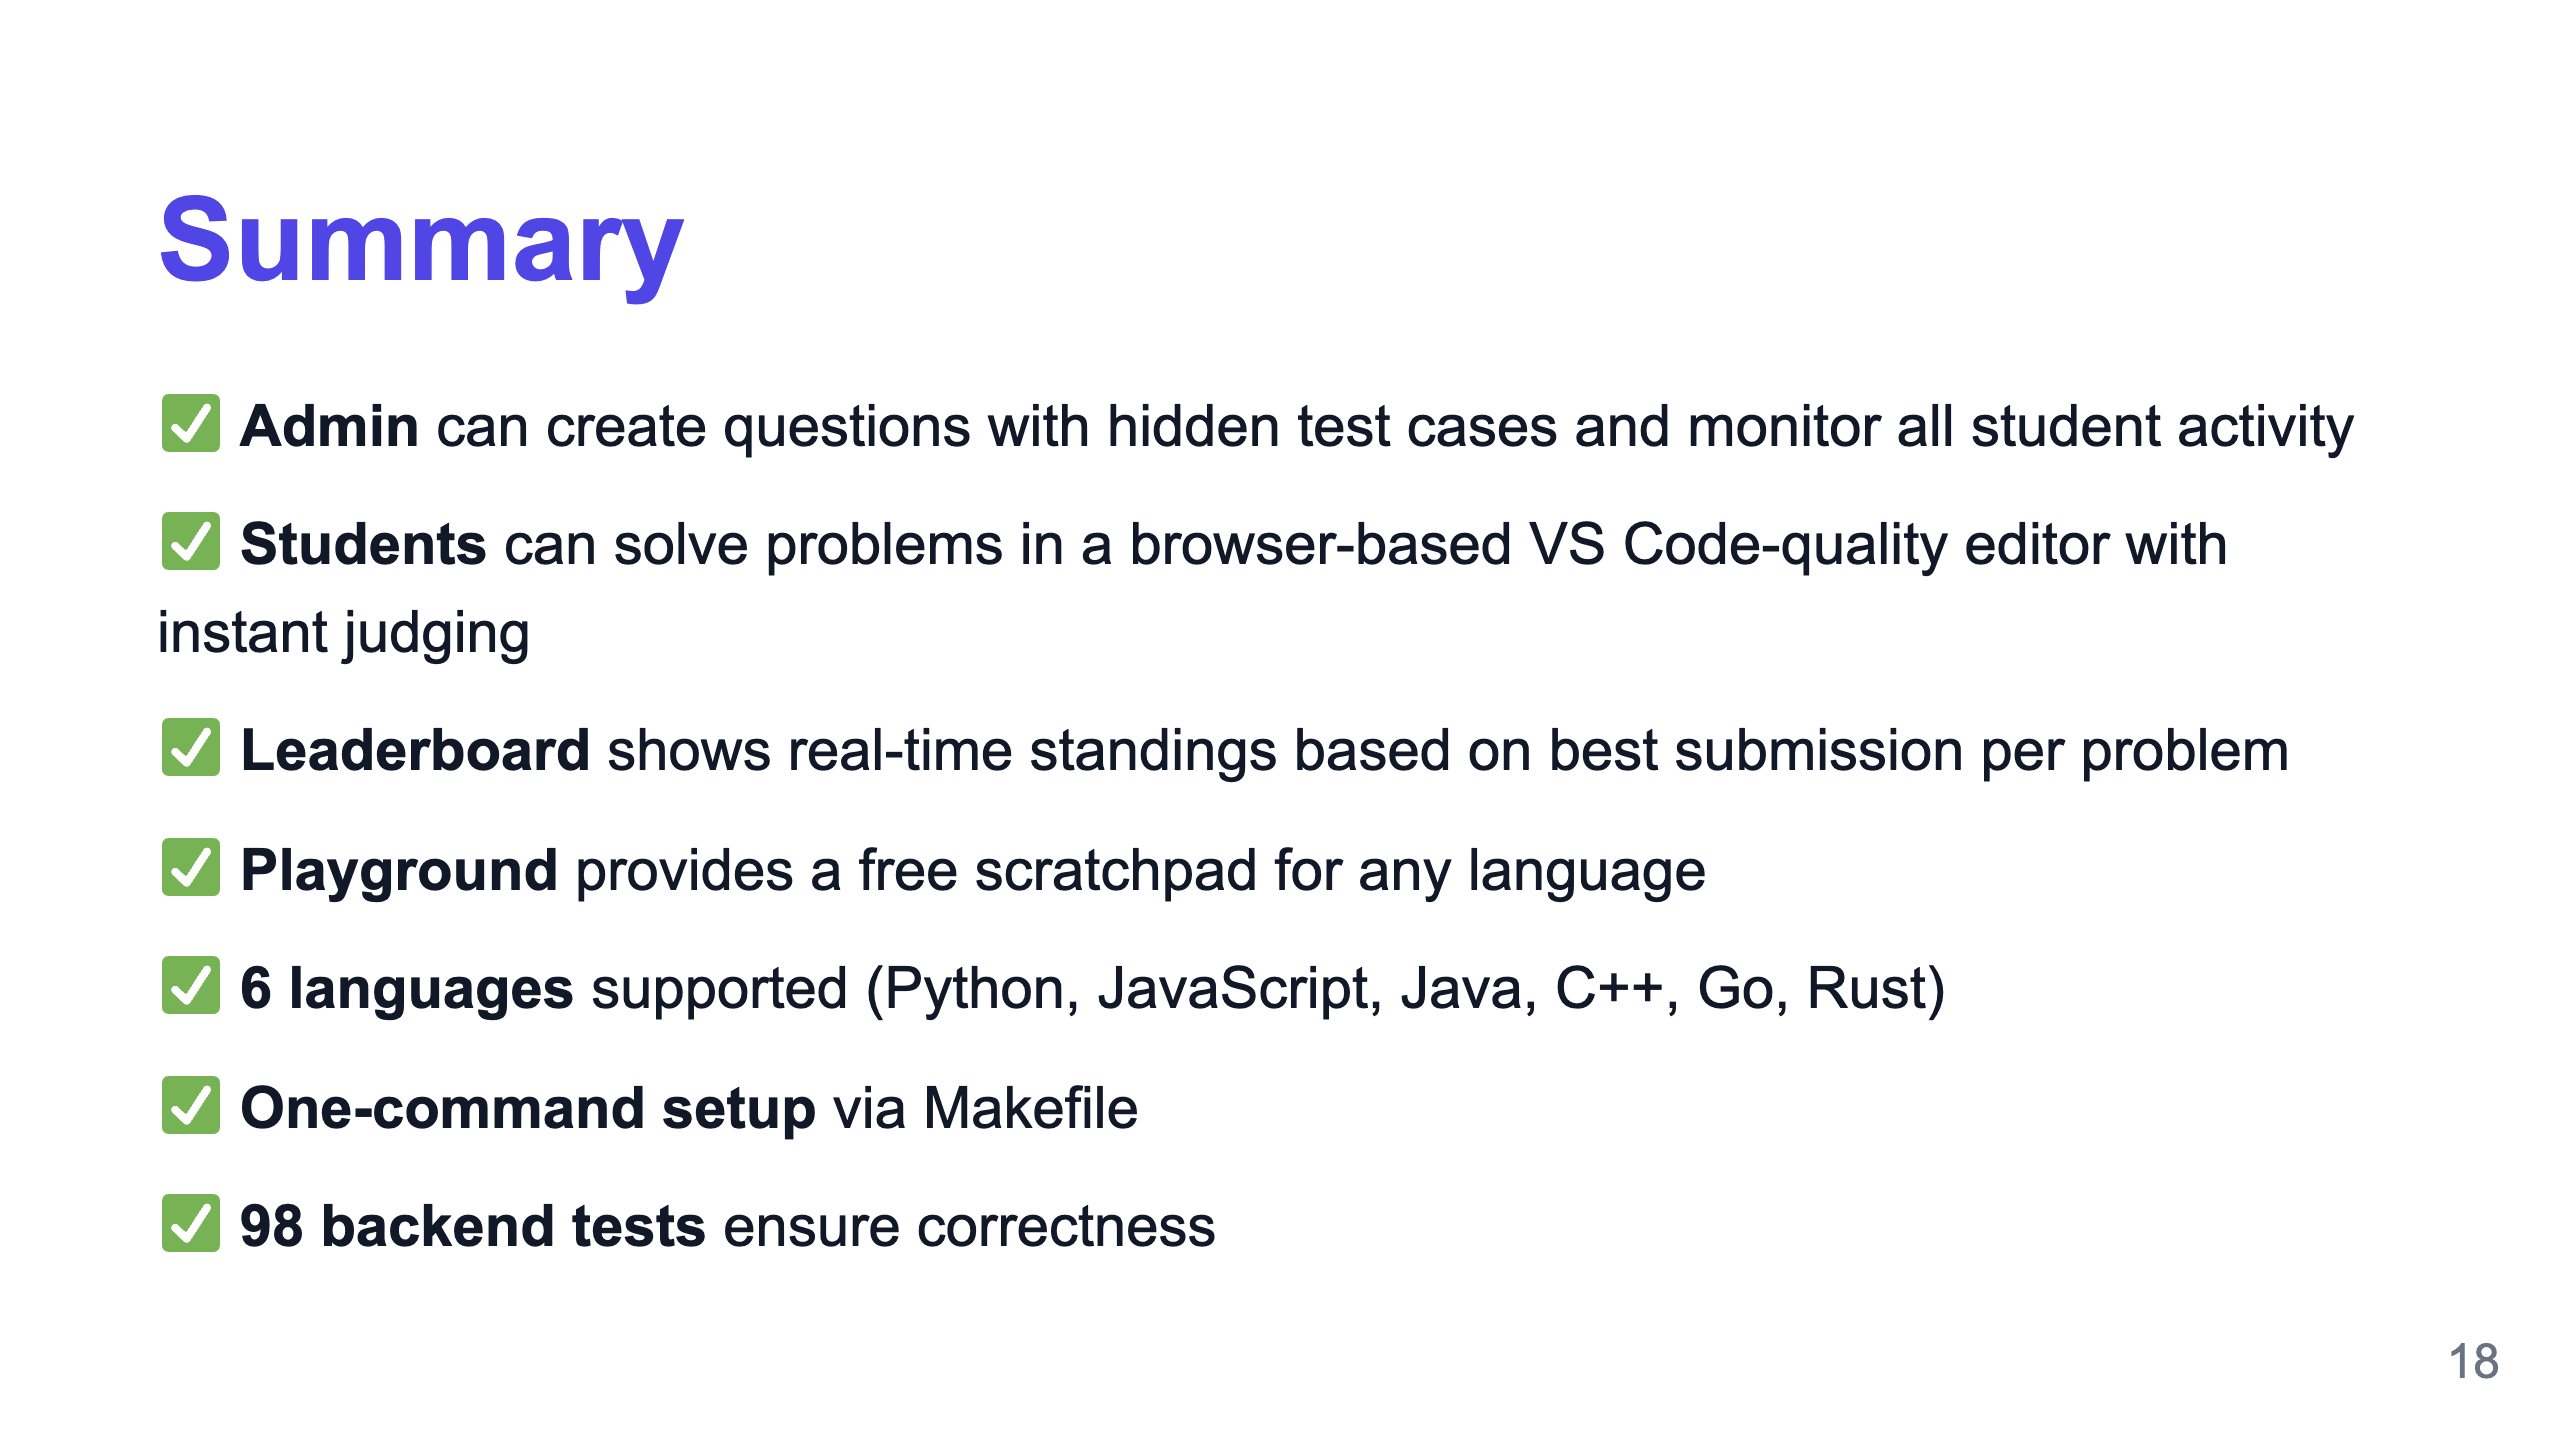 Summary
✅ Admin can create questions with hidden test cases and monitor all student activity
✅ Students can solve problems in a browser-based VS Code-quality editor with
instant judging
✅ Leaderboard shows real-time standings based on best submission per problem
✅ Playground provides a free scratchpad for any language
✅ 6 languages supported (Python, JavaScript, Java, C++, Go, Rust)
✅ One-command setup via Makefile
✅ 98 backend tests ensure correctness
18